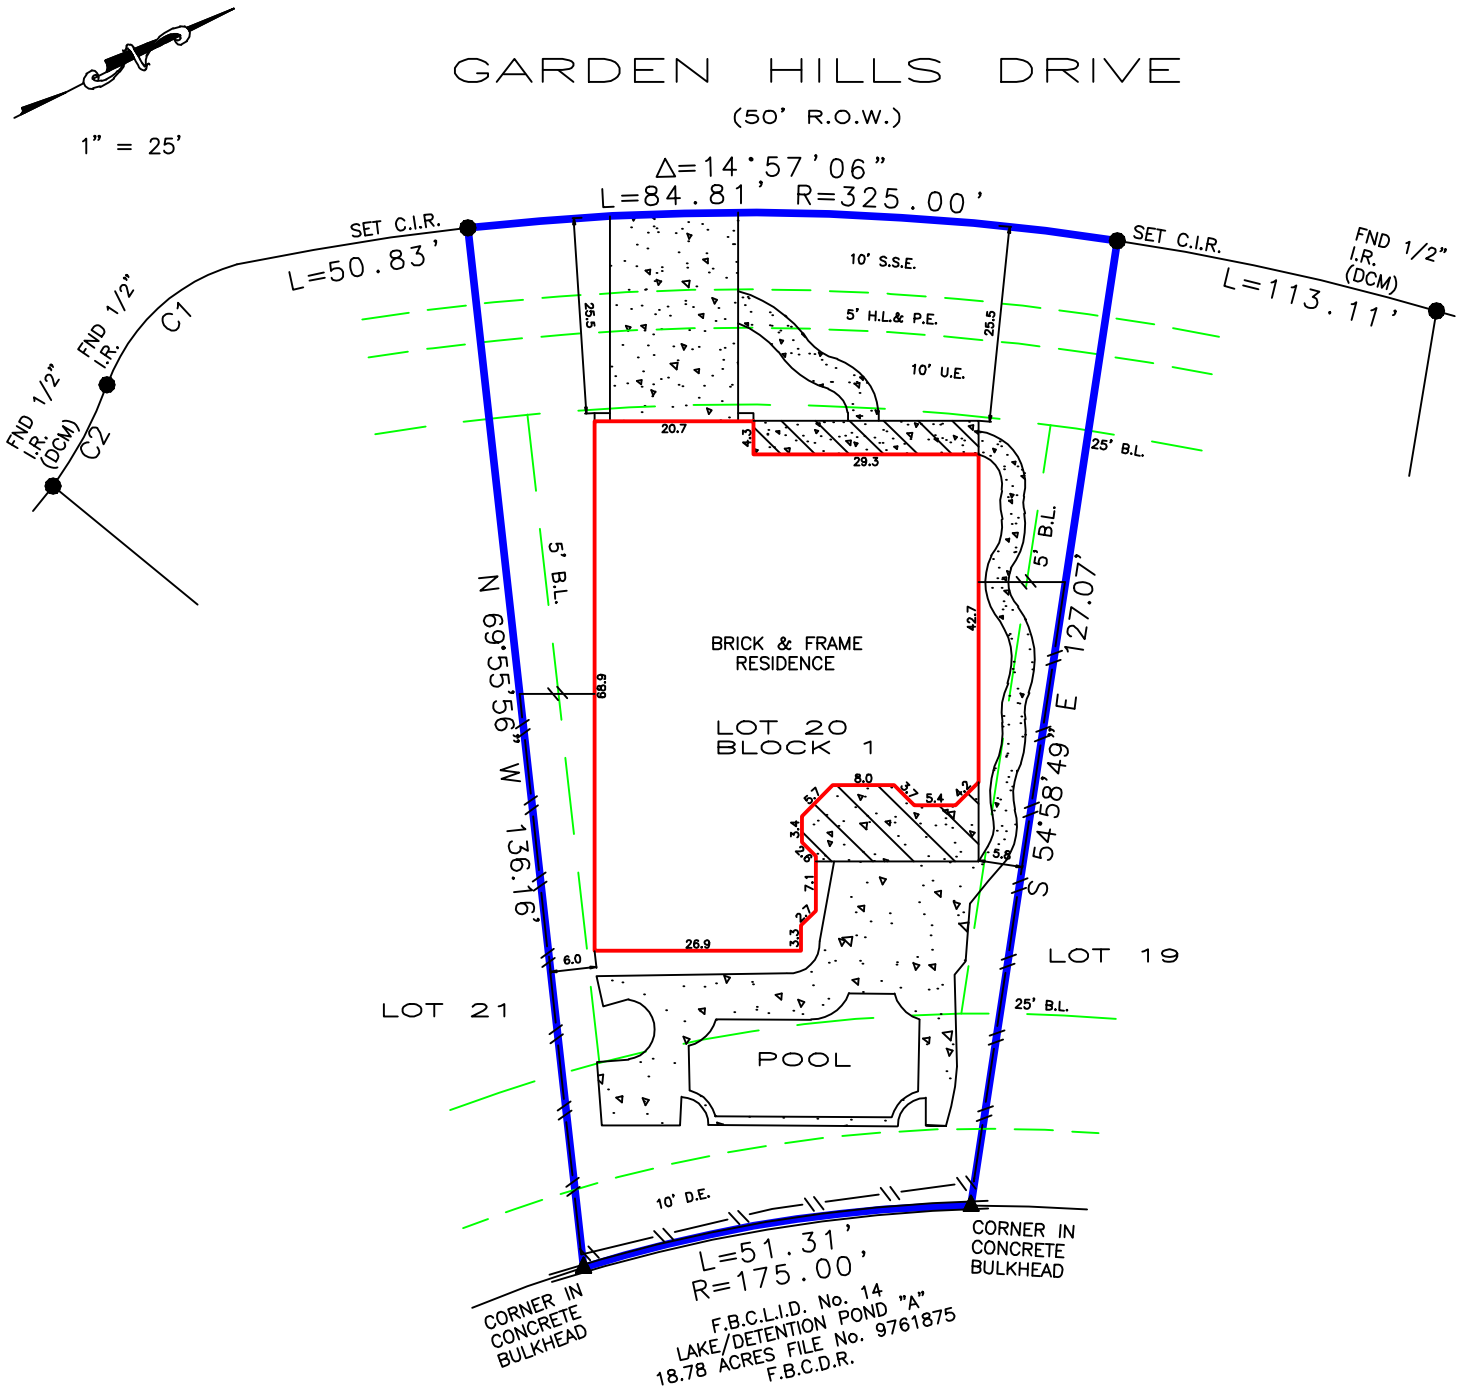 GARDEN HILLS DRIVE
(50' R.O.W.)
1" = 25'
Δ=14°57'06"
L=84.81' R=325.00'
SET C.I.R.
L=50.83'
SET C.I.R.
L=113.11'
FND 1/2"
I.R.
(DCM)
FND 1/2"
I.R.
C1
FND 1/2"
I.R.
(DCM)
C2
10' S.S.E.
5' H.L.& P.E.
10' U.E.
25.5
25.5
25' B.L.
20.7
4.3
29.3
5' B.L.
5' B.L.
N 69°55'56" W 136.16'
S 54°58'49" E 127.07'
42.7
68.9
BRICK & FRAME
RESIDENCE
LOT 20
BLOCK 1
8.0
5.7
3.7
5.4
4.2
3.4
2.6
7.1
2.7
3.3
5.8
26.9
6.0
LOT 21
LOT 19
25' B.L.
POOL
10' D.E.
L=51.31'
R=175.00'
CORNER IN
CONCRETE
BULKHEAD
CORNER IN
CONCRETE
BULKHEAD
F.B.C.L.I.D. No. 14
LAKE/DETENTION POND "A"
18.78 ACRES FILE No. 9761875
F.B.C.D.R.